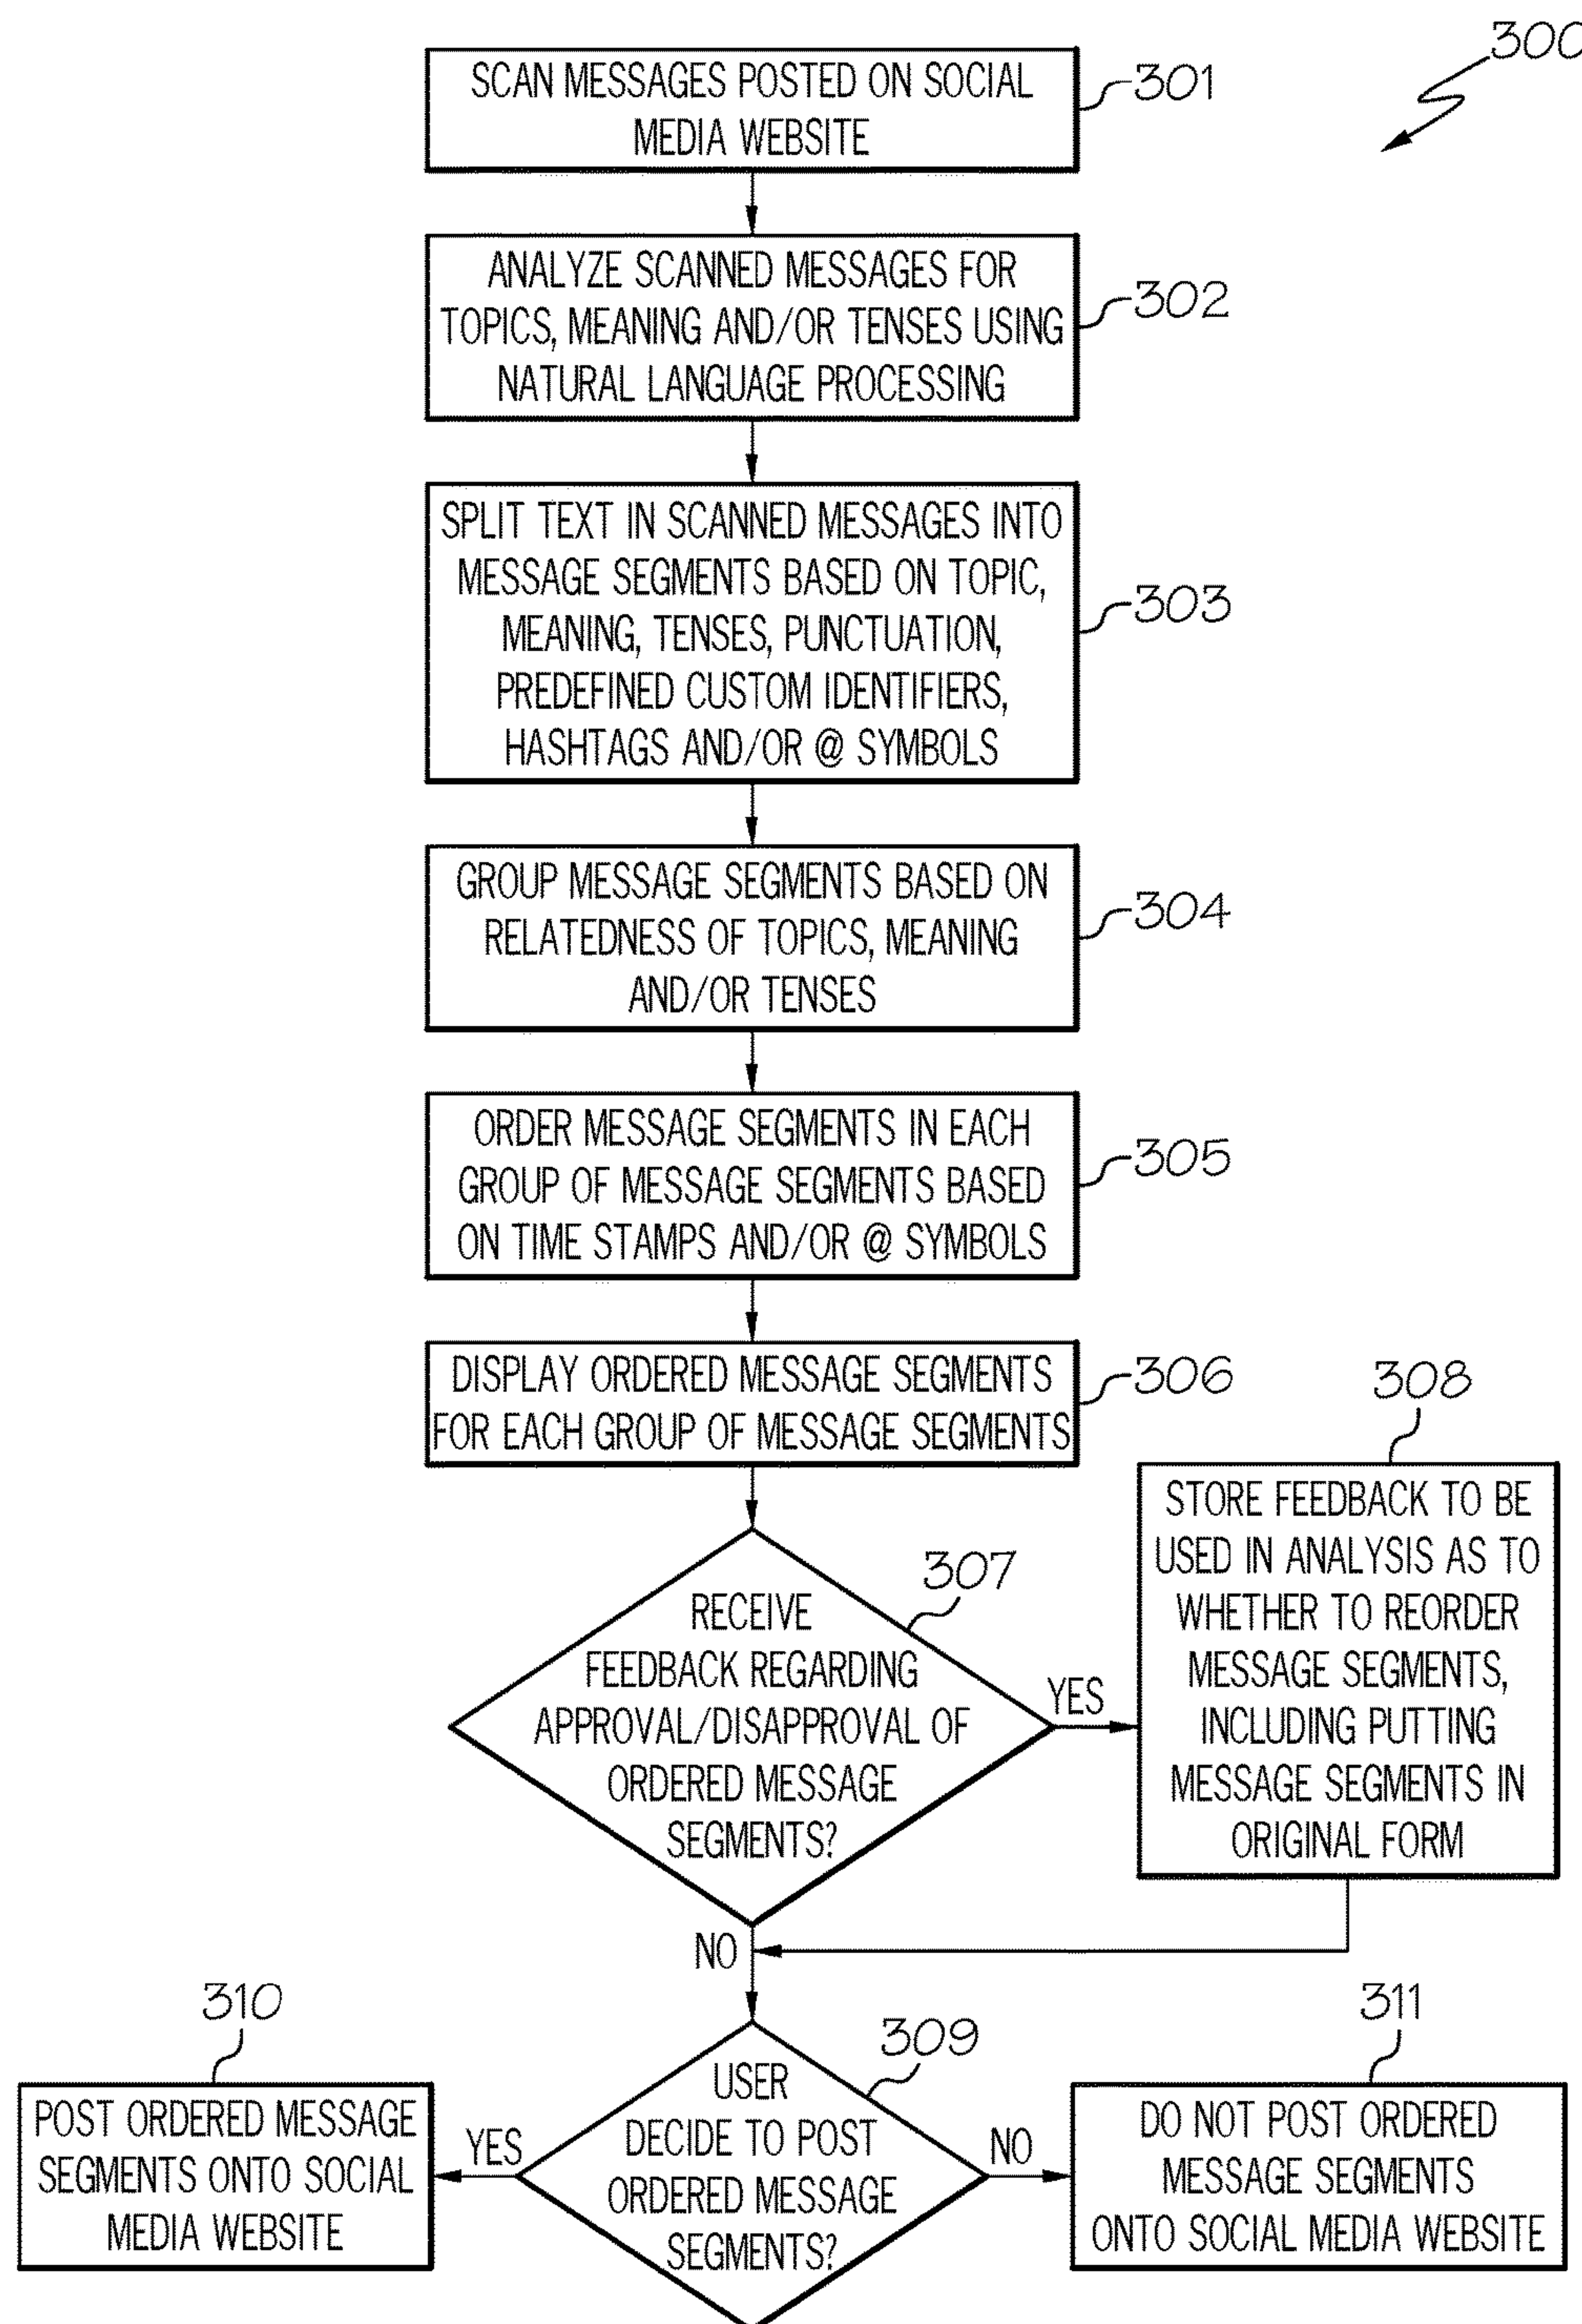 300
SCAN MESSAGES POSTED ON SOCIAL
MEDIA WEBSITE
301
ANALYZE SCANNED MESSAGES FOR
TOPICS, MEANING AND/OR TENSES USING
NATURAL LANGUAGE PROCESSING
302
SPLIT TEXT IN SCANNED MESSAGES INTO
MESSAGE SEGMENTS BASED ON TOPIC,
MEANING, TENSES, PUNCTUATION,
PREDEFINED CUSTOM IDENTIFIERS,
HASHTAGS AND/OR @ SYMBOLS
303
GROUP MESSAGE SEGMENTS BASED ON
RELATEDNESS OF TOPICS, MEANING
AND/OR TENSES
304
ORDER MESSAGE SEGMENTS IN EACH
GROUP OF MESSAGE SEGMENTS BASED
ON TIME STAMPS AND/OR @ SYMBOLS
305
DISPLAY ORDERED MESSAGE SEGMENTS
FOR EACH GROUP OF MESSAGE SEGMENTS
306
307
RECEIVE
FEEDBACK REGARDING
APPROVAL/DISAPPROVAL OF
ORDERED MESSAGE
SEGMENTS?
YES
308
STORE FEEDBACK TO BE
USED IN ANALYSIS AS TO
WHETHER TO REORDER
MESSAGE SEGMENTS,
INCLUDING PUTTING
MESSAGE SEGMENTS IN
ORIGINAL FORM
NO
309
USER
DECIDE TO POST
ORDERED MESSAGE
SEGMENTS?
YES
310
POST ORDERED MESSAGE
SEGMENTS ONTO SOCIAL
MEDIA WEBSITE
NO
311
DO NOT POST ORDERED
MESSAGE SEGMENTS
ONTO SOCIAL MEDIA WEBSITE